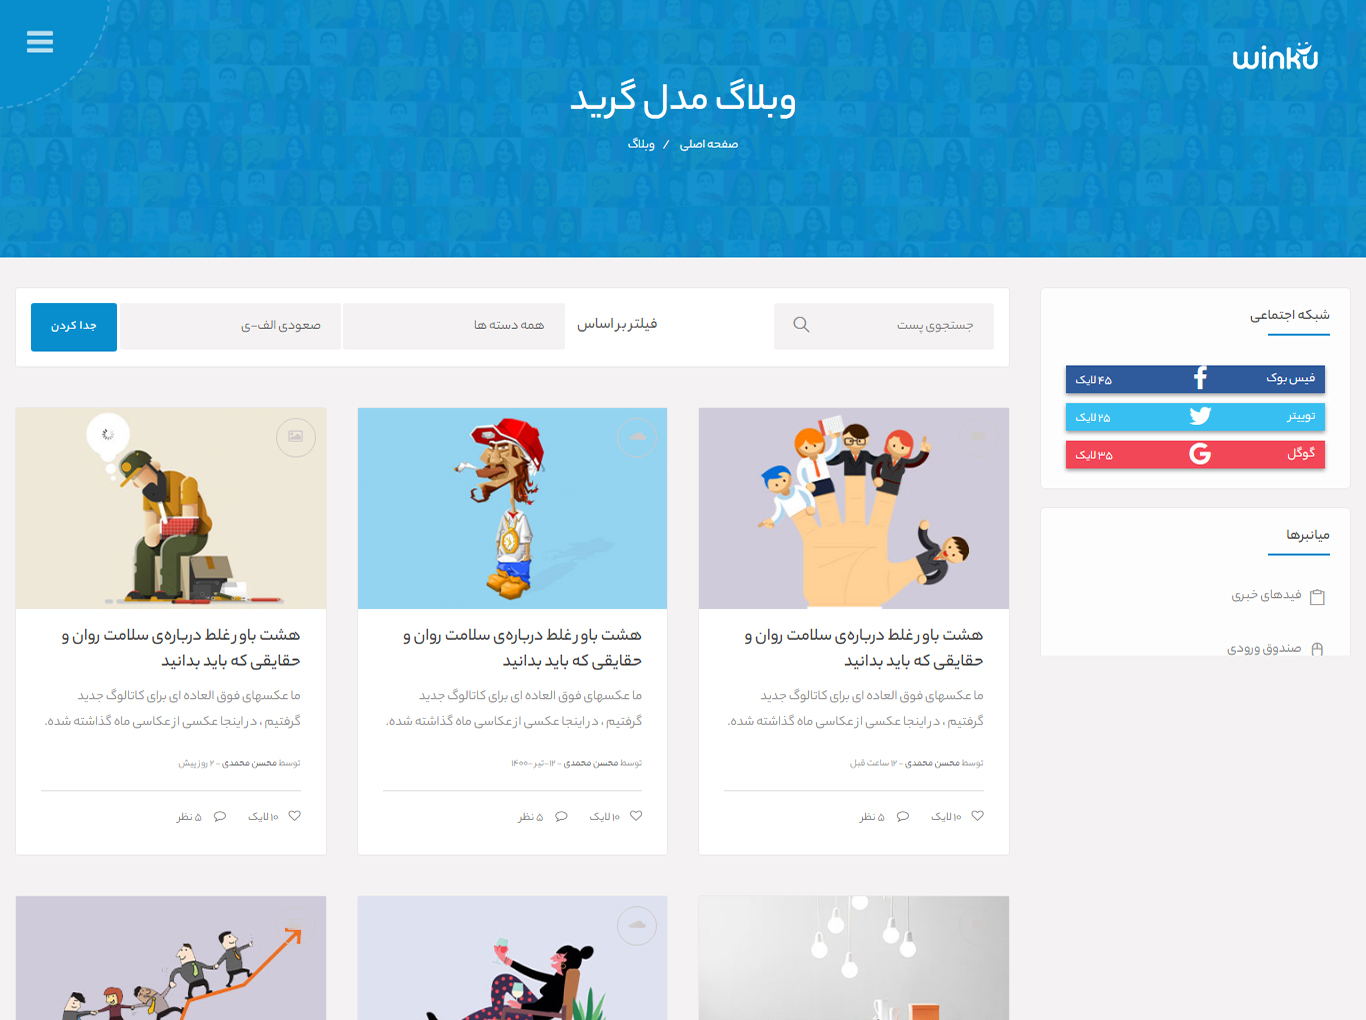 winku
وبلاگ مدل گرید
صفحه اصلی / وبلاگ
شبکه اجتماعی
فیس بوک ۴۵ لایک
توییتر ۲۵ لایک
گوگل ۳۵ لایک
میانبرها
فیدهای خبری
صندوق ورودی
جستجوی پست
فیلتر بر اساس
همه دسته ها
صعودی الف-ی
جدا کردن
هشت باور غلط درباره‌ی سلامت روان و
حقایقی که باید بدانید
ما عکسهای فوق العاده ای برای کاتالوگ جدید
گرفتیم ، در اینجا عکسی از عکاسی ماه گذاشته شده.
توسط محسن محمدی - ۱۲ ساعت قبل
۱۰ لایک ۵ نظر
هشت باور غلط درباره‌ی سلامت روان و
حقایقی که باید بدانید
ما عکسهای فوق العاده ای برای کاتالوگ جدید
گرفتیم ، در اینجا عکسی از عکاسی ماه گذاشته شده.
توسط محسن محمدی - ۱۲-تیر-۱۴۰۰
۱۰ لایک ۵ نظر
هشت باور غلط درباره‌ی سلامت روان و
حقایقی که باید بدانید
ما عکسهای فوق العاده ای برای کاتالوگ جدید
گرفتیم ، در اینجا عکسی از عکاسی ماه گذاشته شده.
توسط محسن محمدی - ۲ روز پیش
۱۰ لایک ۵ نظر